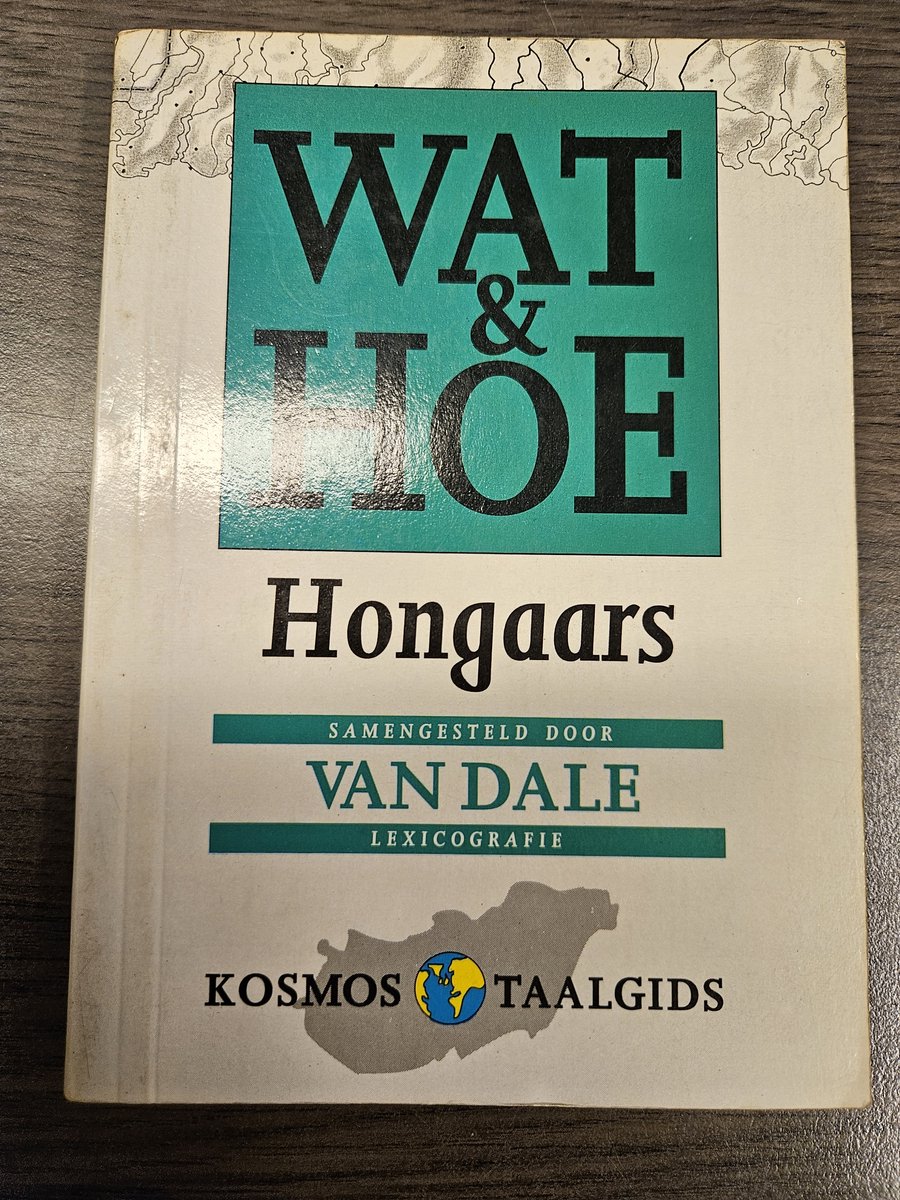 WAT
&
HOE
Hongaars
SAMENGESTELD DOOR
VAN DALE
LEXICOGRAFIE
KOSMOS TAALGIDS